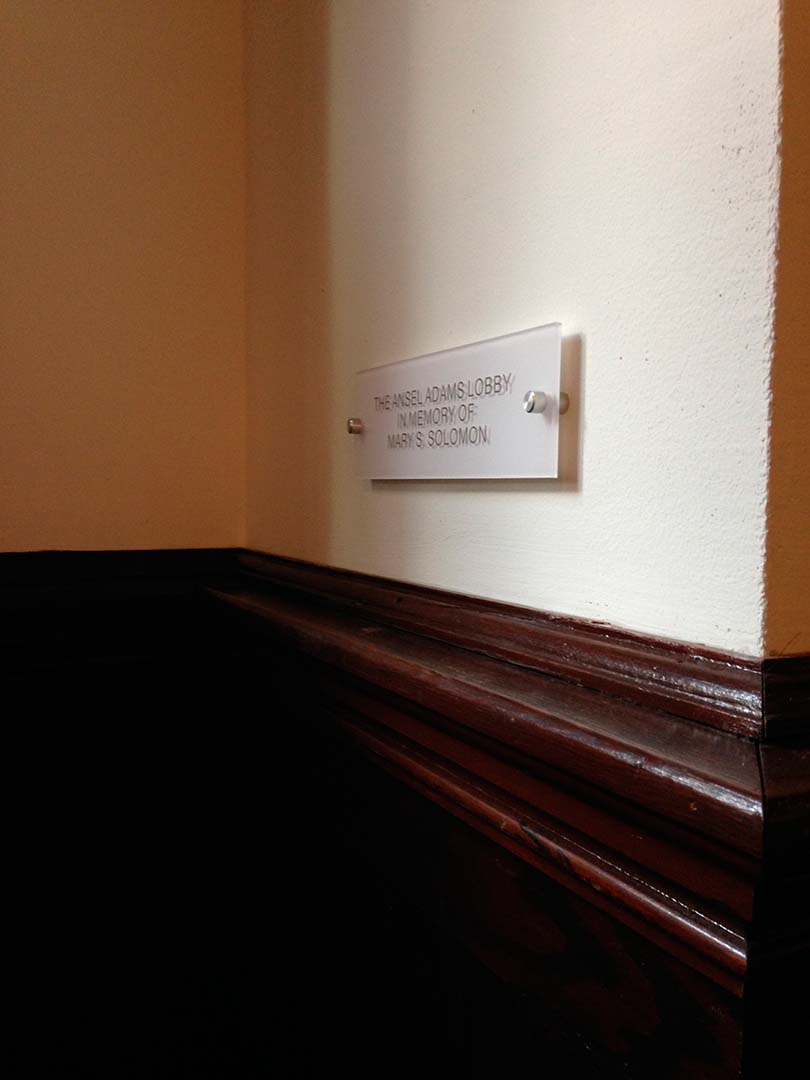 THE ANSEL ADAMS LOBBY
IN MEMORY OF
MARY S. SOLOMON